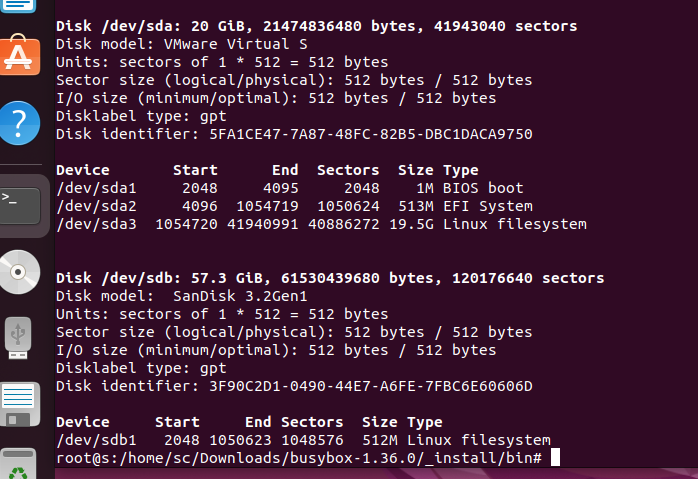 Disk /dev/sda: 20 GiB, 21474836480 bytes, 41943040 sectors
Disk model: VMware Virtual S
Units: sectors of 1 * 512 = 512 bytes
Sector size (logical/physical): 512 bytes / 512 bytes
I/O size (minimum/optimal): 512 bytes / 512 bytes
Disklabel type: gpt
Disk identifier: 5FA1CE47-7A87-48FC-82B5-DBC1DACA9750
Device Start End Sectors Size Type
/dev/sda1 2048 4095 2048 1M BIOS boot
/dev/sda2 4096 1054719 1050624 513M EFI System
/dev/sda3 1054720 41940991 40886272 19.5G Linux filesystem
Disk /dev/sdb: 57.3 GiB, 61530439680 bytes, 120176640 sectors
Disk model:  SanDisk 3.2Gen1
Units: sectors of 1 * 512 = 512 bytes
Sector size (logical/physical): 512 bytes / 512 bytes
I/O size (minimum/optimal): 512 bytes / 512 bytes
Disklabel type: gpt
Disk identifier: 3F90C2D1-0490-44E7-A6FE-7FBC6E60606D
Device Start End Sectors Size Type
/dev/sdb1 2048 1050623 1048576 512M Linux filesystem
root@s:/home/sc/Downloads/busybox-1.36.0/_install/bin#